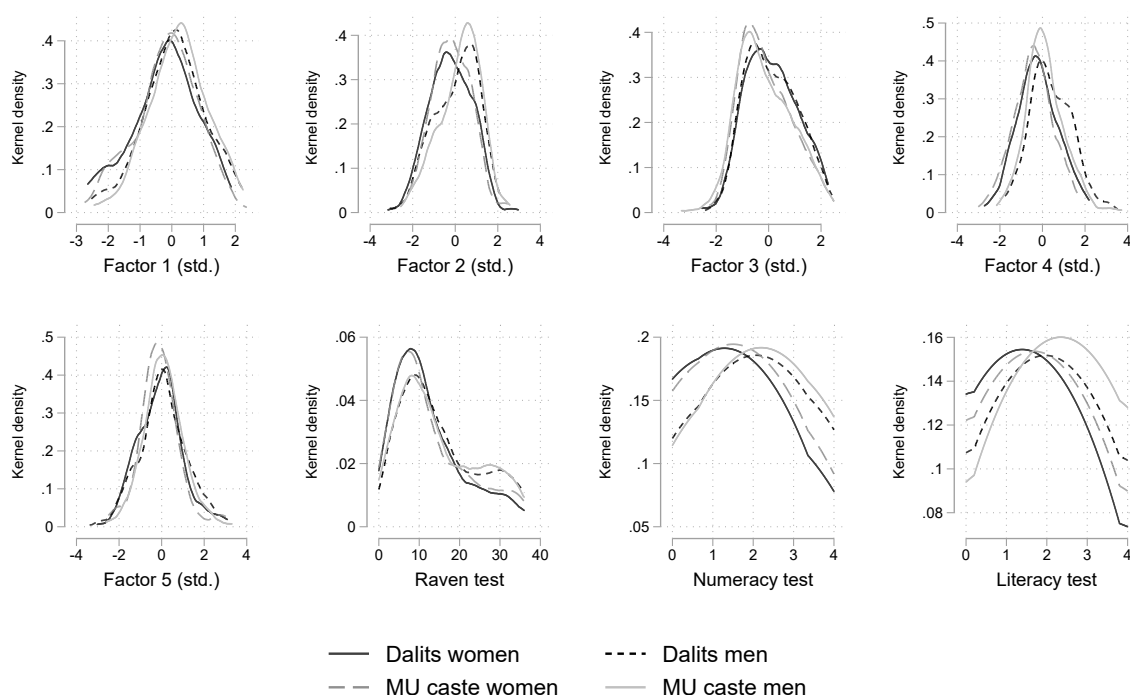 Kernel density
.4
.3
.2
.1
0
-3 -2 -1 0 1 2
Factor 1 (std.)
Kernel density
.4
.3
.2
.1
0
-4 -2 0 2 4
Factor 2 (std.)
Kernel density
.4
.3
.2
.1
0
-4 -2 0 2
Factor 3 (std.)
Kernel density
.5
.4
.3
.2
.1
0
-4 -2 0 2 4
Factor 4 (std.)
Kernel density
.5
.4
.3
.2
.1
0
-4 -2 0 2 4
Factor 5 (std.)
Kernel density
.06
.04
.02
0
0 10 20 30 40
Raven test
Kernel density
.2
.15
.1
.05
0 1 2 3 4
Numeracy test
Kernel density
.16
.14
.12
.1
.08
0 1 2 3 4
Literacy test
Dalits women
Dalits men
MU caste women
MU caste men